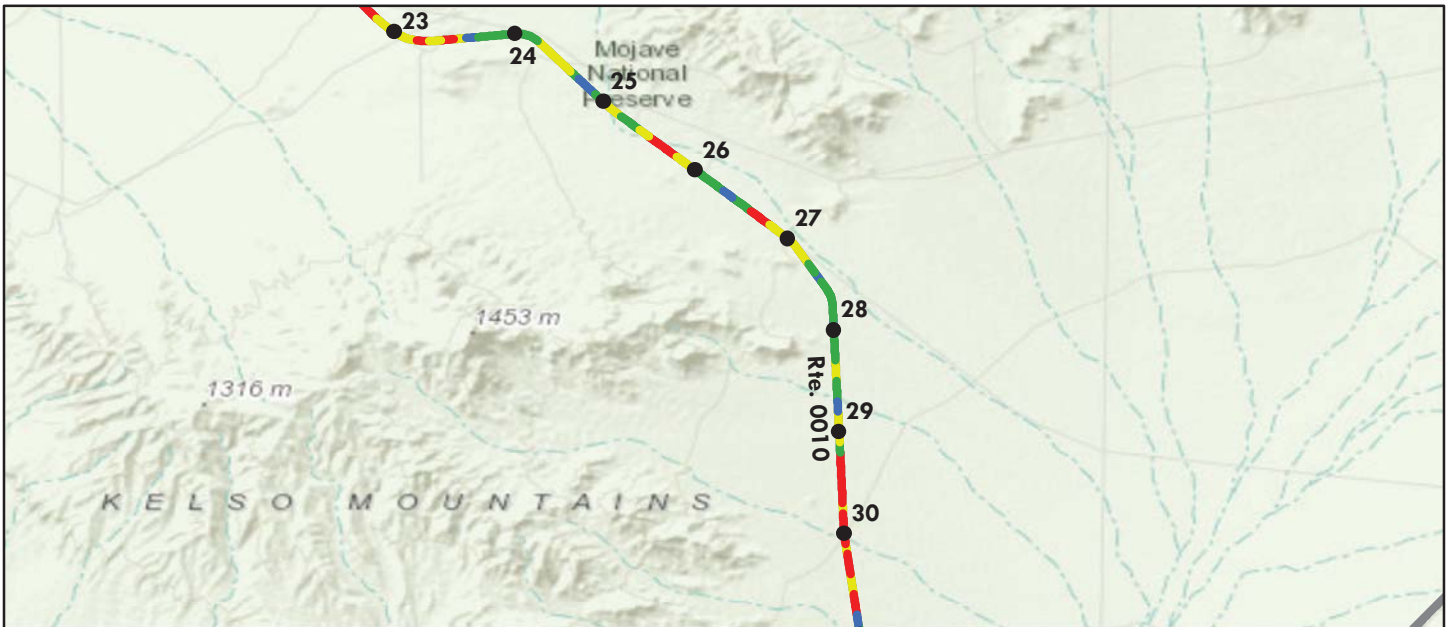 23
24
Mojave
National
Preserve
25
26
27
28
1453 m
Rte. 0010
1316 m
29
KELSO MOUNTAINS
30